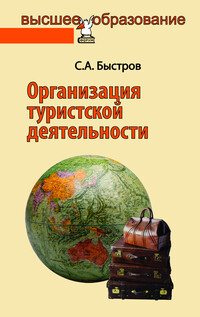 высшее образование
С.А. Быстров
Организация
туристской
деятельности